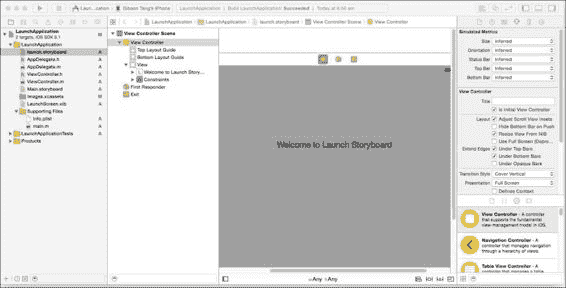 Laun...cation
Gibson Tang's iPhone
LaunchApplication
Build LaunchApplication: Succeeded
Today at 6:56 am
LaunchApplication
2 targets, iOS SDK 8.1
LaunchApplication
launch.storyboard
AppDelegate.h
AppDelegate.m
ViewController.h
ViewController.m
Main.storyboard
Images.xcassets
LaunchScreen.xib
Supporting Files
Info.plist
main.m
LaunchApplicationTests
Products
LaunchApplication
LaunchApplication
launch.storyboard
View Controller Scene
View Controller
View Controller Scene
View Controller
Top Layout Guide
Bottom Layout Guide
View
Welcome to Launch Story...
Constraints
First Responder
Exit
Welcome to Launch Storyboard
wAny hAny
Simulated Metrics
Size Inferred
Orientation Inferred
Status Bar Inferred
Top Bar Inferred
Bottom Bar Inferred
View Controller
Title
Is Initial View Controller
Layout Adjust Scroll View Insets
Hide Bottom Bar on Push
Resize View From NIB
Use Full Screen (Depre...
Extend Edges Under Top Bars
Under Bottom Bars
Under Opaque Bars
Transition Style Cover Vertical
Presentation Full Screen
Defines Context
View Controller - A
controller that supports the
fundamental view-management
model in iOS.
Navigation Controller - A
controller that manages navigation
through a hierarchy of views.
Table View Controller - A
controller that manages a table